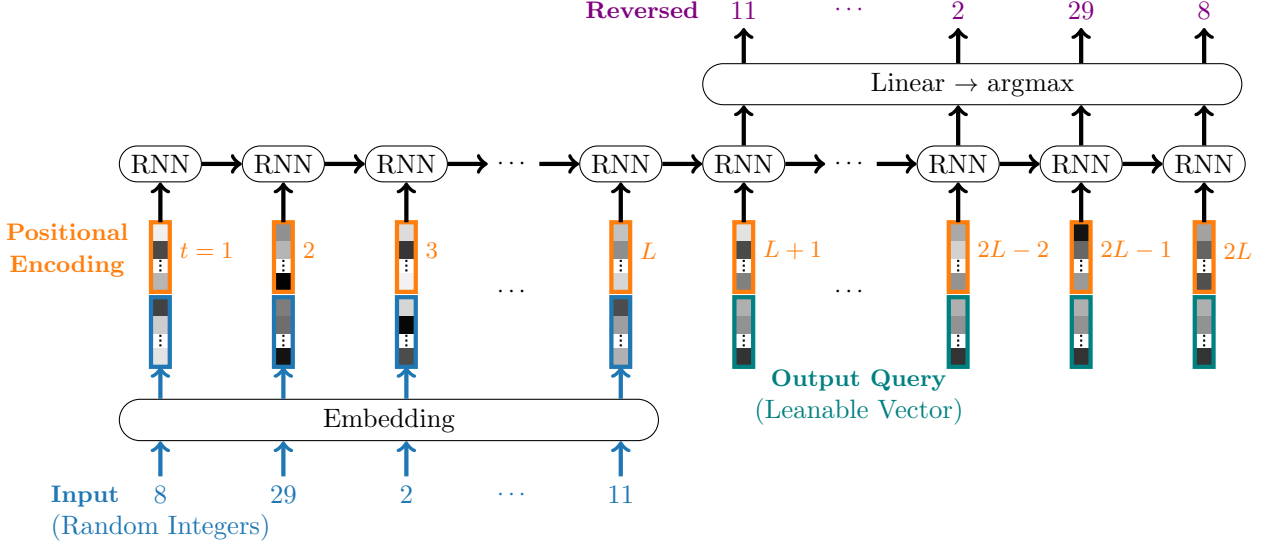 Reversed 11 ··· 2 29 8
Linear → argmax
RNN RNN RNN ··· RNN RNN ··· RNN RNN RNN
Positional
Encoding
t = 1 2 3 L L + 1 2L − 2 2L − 1 2L
··· ···
Output Query
(Leanable Vector)
Embedding
Input 8 29 2 ··· 11
(Random Integers)